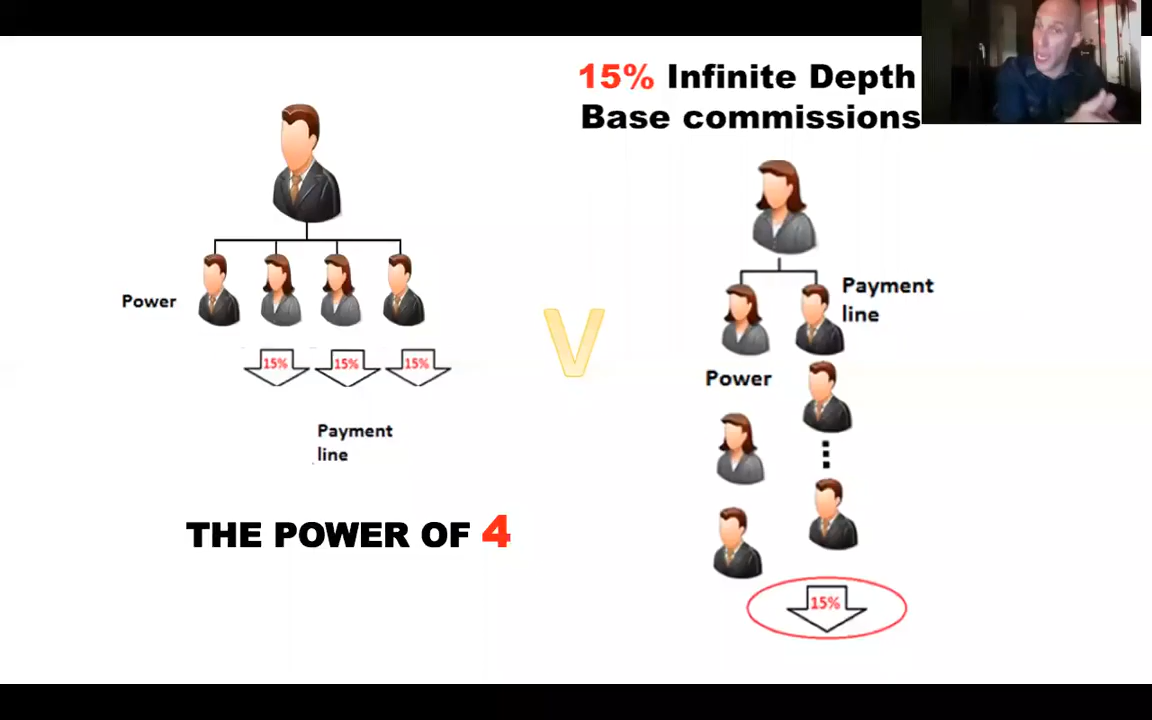 15% Infinite Depth
Base commissions
Power
15% 15% 15%
Payment
line
THE POWER OF 4
V
Payment
line
Power
15%